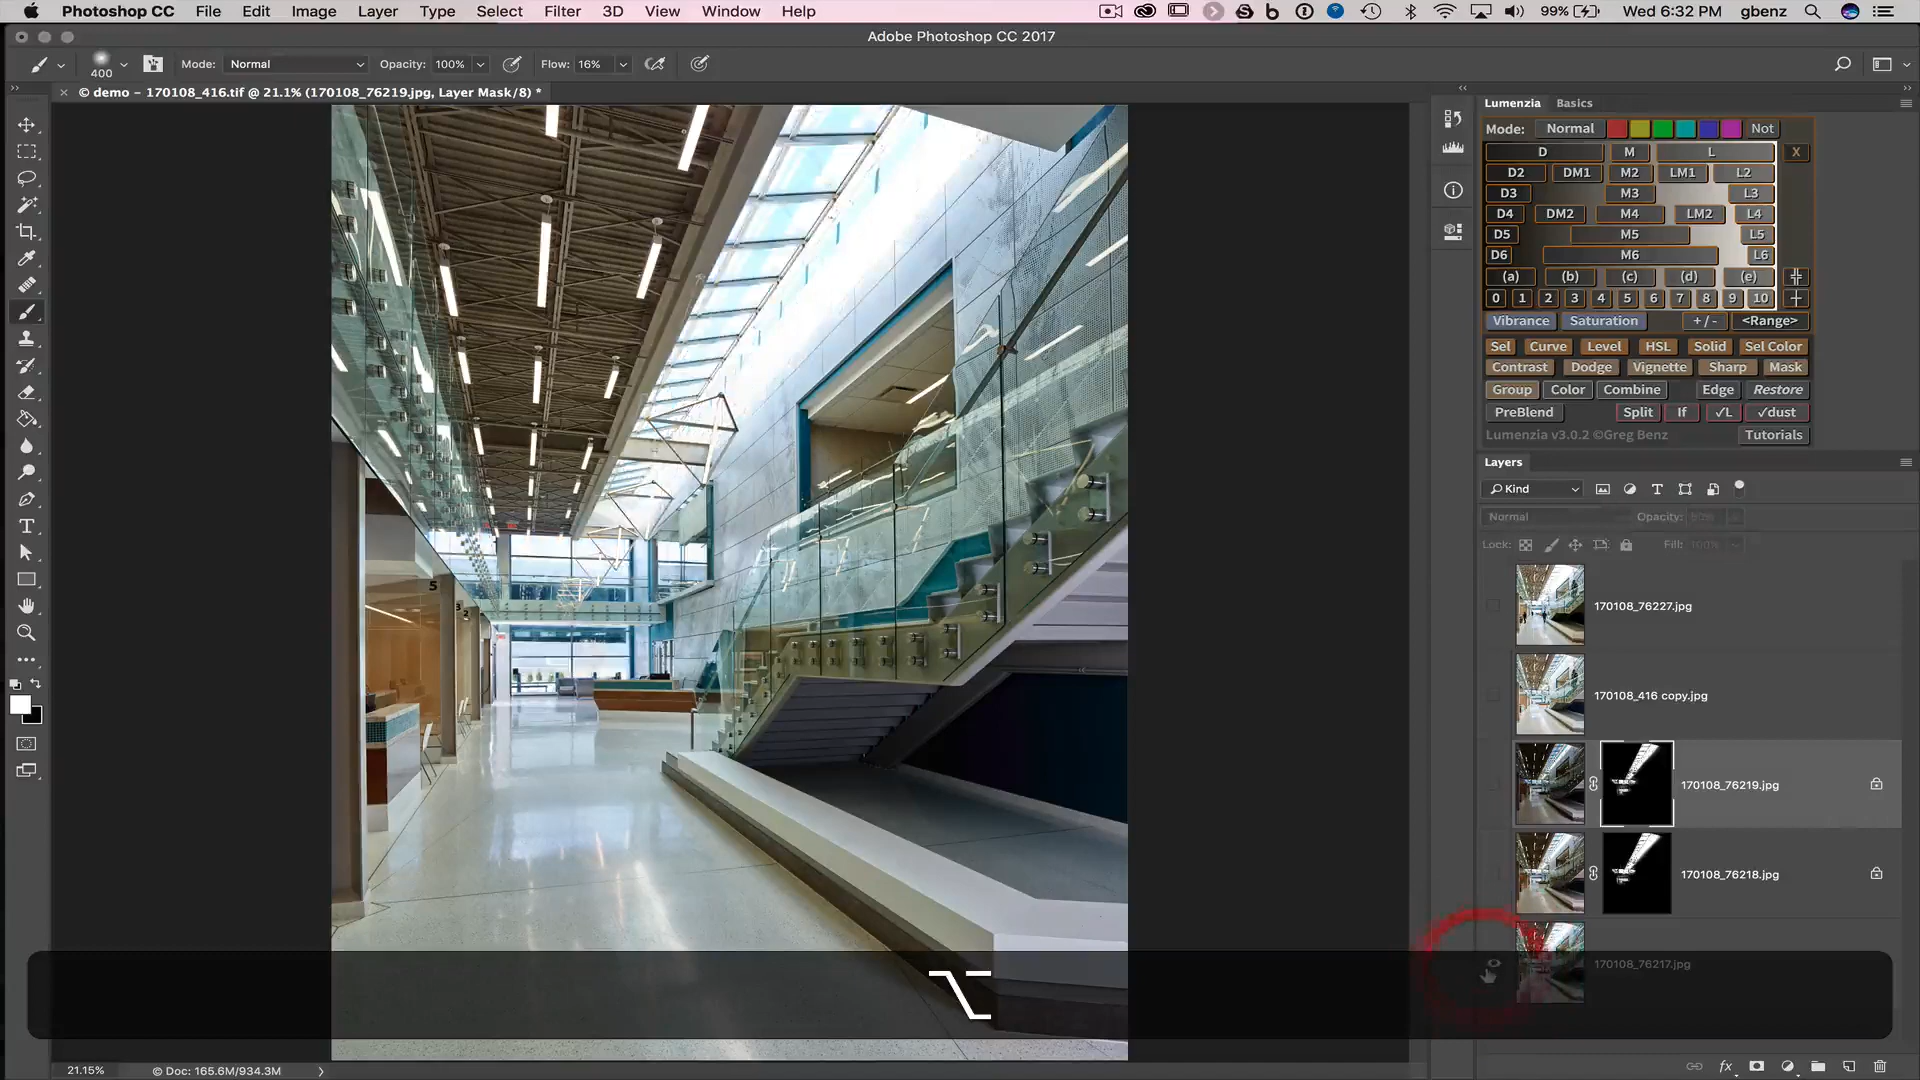 Photoshop CC File Edit Image Layer Type Select Filter 3D View Window Help 99% Wed 6:32 PM gbenz
Adobe Photoshop CC 2017
400 Mode: Normal Opacity: 100% Flow: 16%
© demo - 170108_416.tif @ 21.1% (170108_76219.jpg, Layer Mask/8) *
Lumenzia Basics
Mode: Normal Not
D M L X
D2 DM1 M2 LM1 L2
D3 M3 L3
D4 DM2 M4 LM2 L4
D5 M5 L5
D6 M6 L6
(a) (b) (c) (d) (e)
0 1 2 3 4 5 6 7 8 9 10
Vibrance Saturation +/- <Range>
Sel Curve Level HSL Solid Sel Color
Contrast Dodge Vignette Sharp Mask
Group Color Combine Edge Restore
PreBlend Split If √L √dust
Lumenzia v3.0.2 ©Greg Benz Tutorials
Layers
Kind
Normal Opacity:
Lock: Fill: 100%
170108_76227.jpg
170108_416 copy.jpg
170108_76219.jpg
170108_76218.jpg
170108_76217.jpg
5
3
2
⌥
21.15% © Doc: 165.6M/934.3M
fx